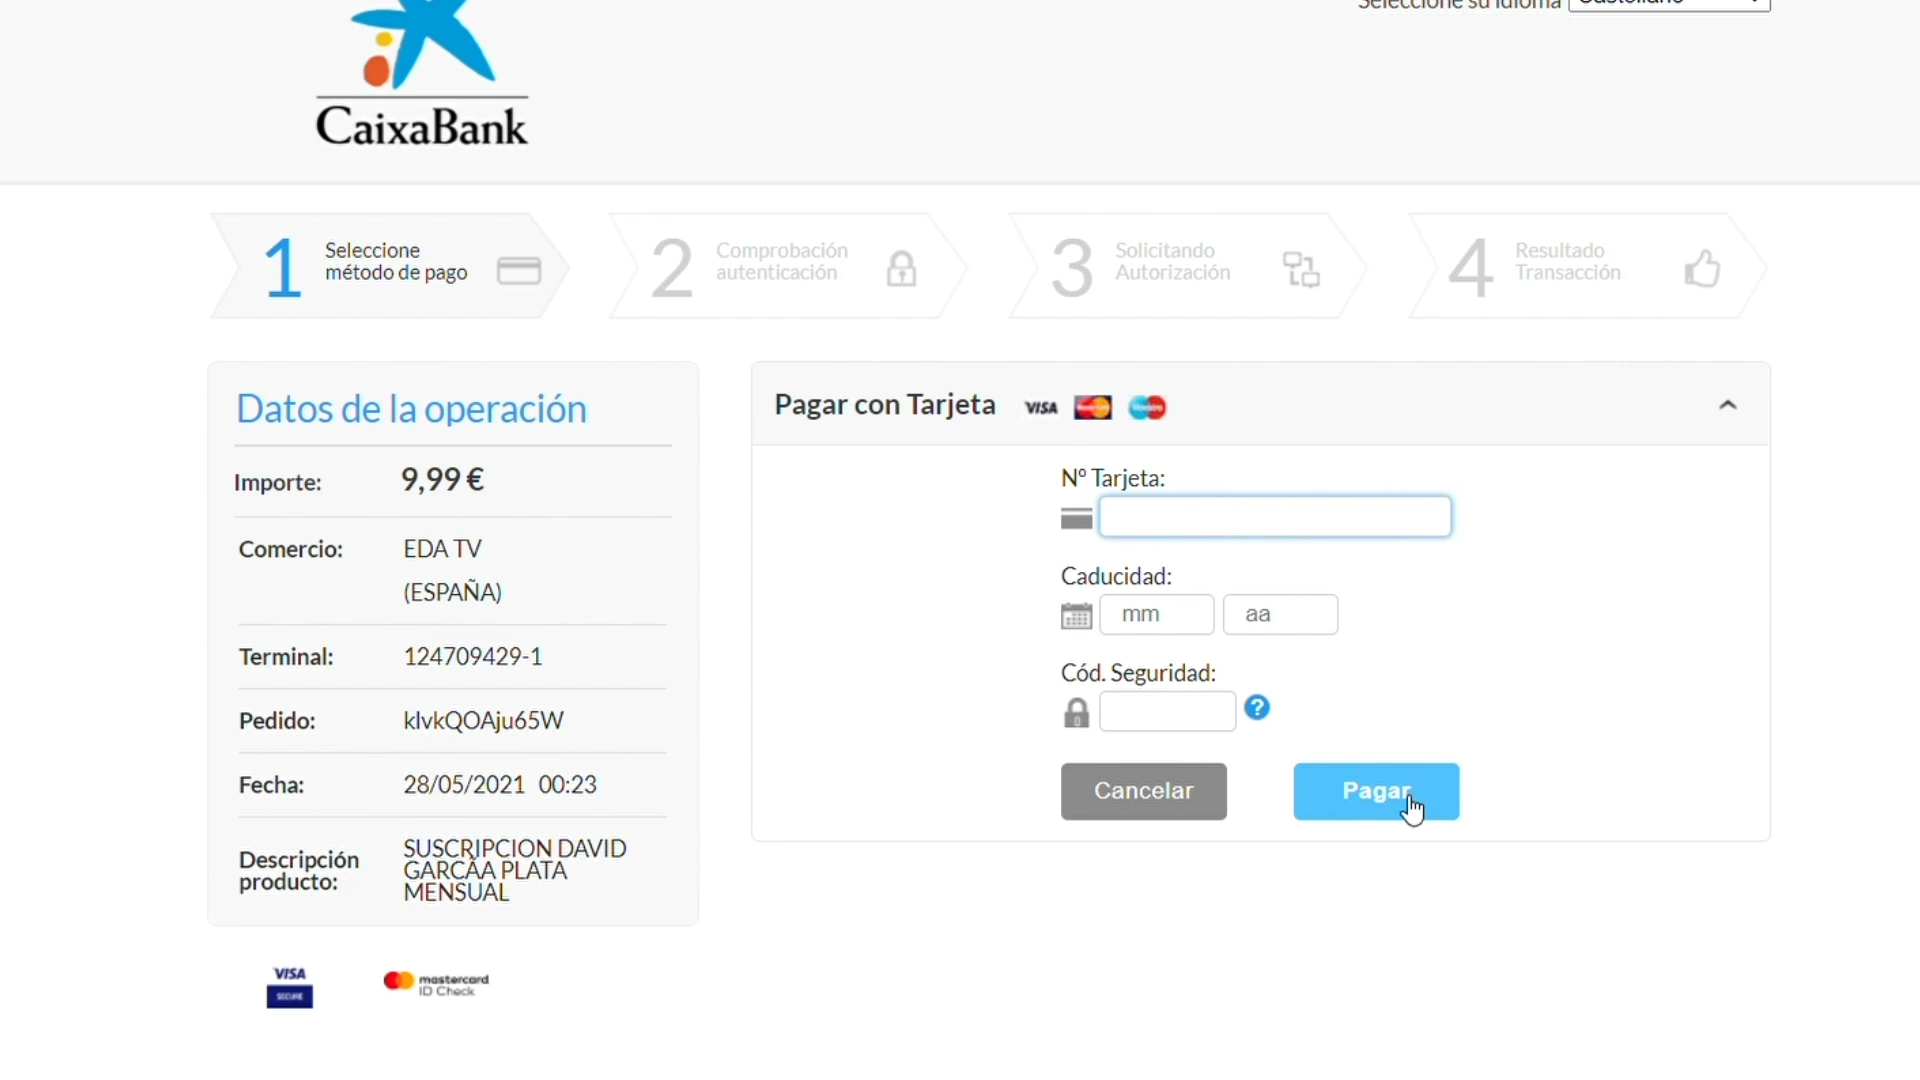 Seleccione su idioma Castellano
CaixaBank
1 Seleccione
método de pago
2 Comprobación
autenticación
3 Solicitando
Autorización
4 Resultado
Transacción
Datos de la operación
Importe: 9,99 €
Comercio: EDA TV
(ESPAÑA)
Terminal: 124709429-1
Pedido: klvkQOAju65W
Fecha: 28/05/2021 00:23
Descripción
producto:
SUSCRIPCION DAVID
GARCÃA PLATA
MENSUAL
VISA
SECURE
mastercard
ID Check
Pagar con Tarjeta VISA
Nº Tarjeta:
Caducidad:
mm aa
Cód. Seguridad:
?
Cancelar Pagar